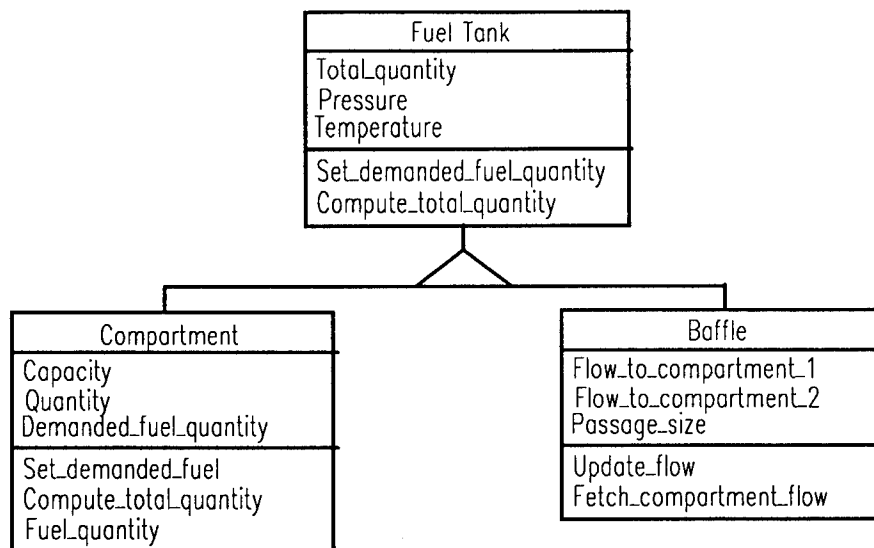 Fuel Tank
Total_quantity
Pressure
Temperature
Set_demanded_fuel_quantity
Compute_total_quantity
Compartment
Capacity
Quantity
Demanded_fuel_quantity
Set_demanded_fuel
Compute_total_quantity
Fuel_quantity
Baffle
Flow_to_compartment_1
Flow_to_compartment_2
Passage_size
Update_flow
Fetch_compartment_flow